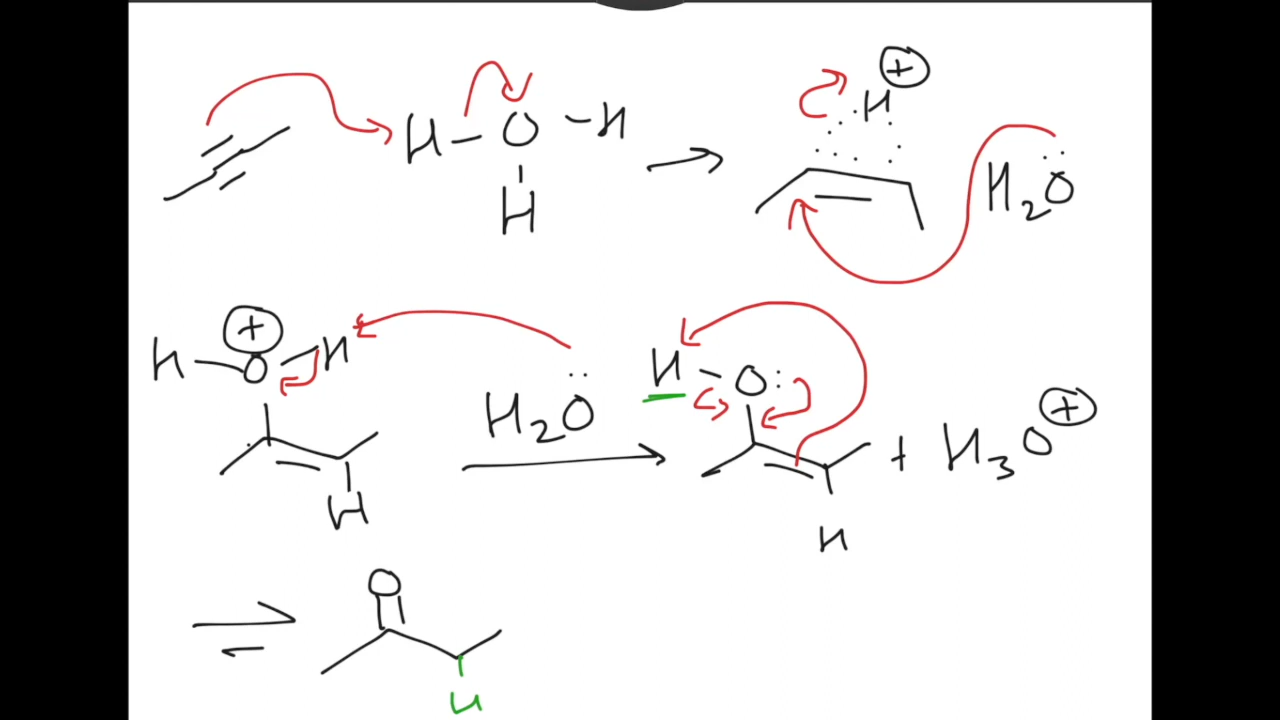 H - O - H
H
H ⊕
H₂O
⊕
H - O - H
H
H₂O
H - O :
H
+ H₃O ⊕
O
H